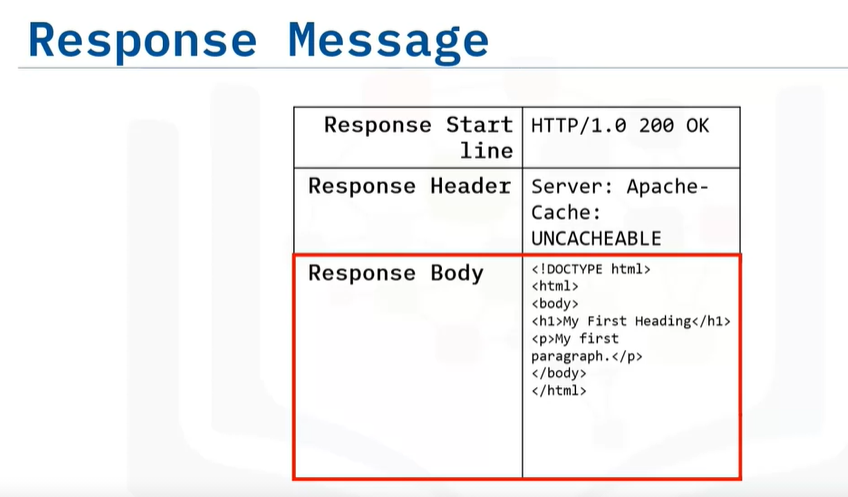 Response Message
Response Start
line
HTTP/1.0 200 OK
Response Header
Server: Apache-
Cache:
UNCACHEABLE
Response Body
<!DOCTYPE html>
<html>
<body>
<h1>My First Heading</h1>
<p>My first
paragraph.</p>
</body>
</html>